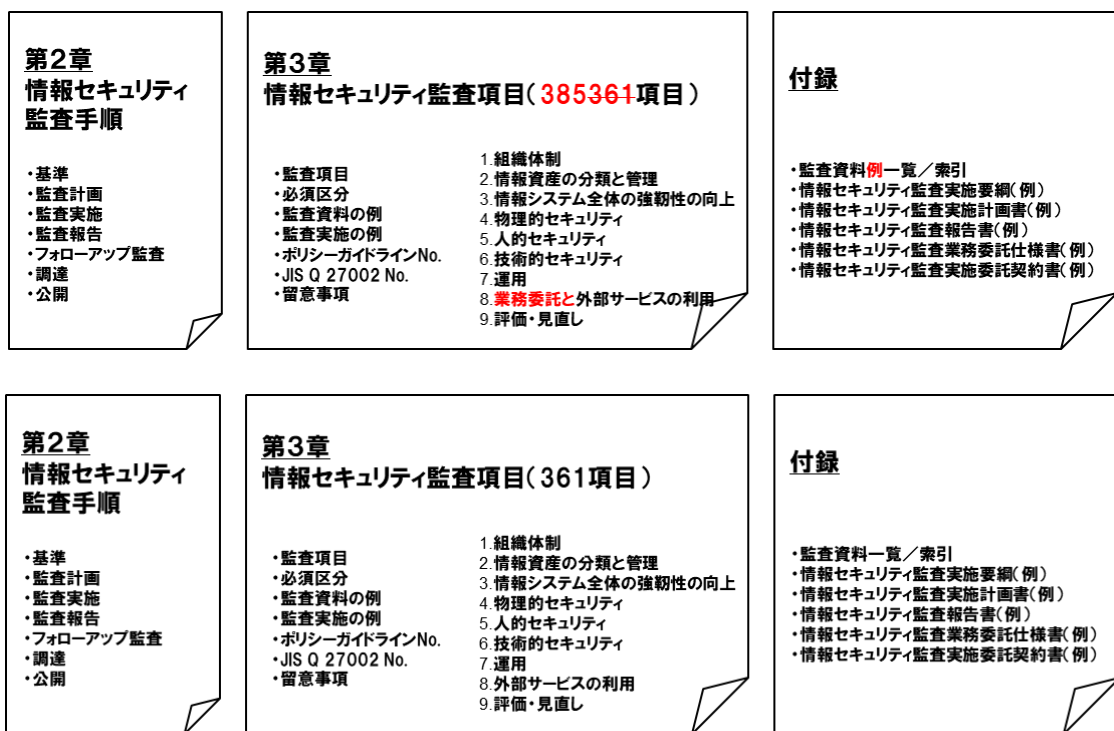 第２章
情報セキュリティ
監査手順
・基準
・監査計画
・監査実施
・監査報告
・フォローアップ監査
・調達
・公開
第３章
情報セキュリティ監査項目（385361項目）
・監査項目
・必須区分
・監査資料の例
・監査実施の例
・ポリシーガイドラインNo.
・JIS Q 27002 No.
・留意事項
1.組織体制
2.情報資産の分類と管理
3.情報システム全体の強靭性の向上
4.物理的セキュリティ
5.人的セキュリティ
6.技術的セキュリティ
7.運用
8.業務委託と外部サービスの利用
9.評価・見直し
付録
・監査資料例一覧／索引
・情報セキュリティ監査実施要綱（例）
・情報セキュリティ監査実施計画書（例）
・情報セキュリティ監査報告書（例）
・情報セキュリティ監査業務委託仕様書（例）
・情報セキュリティ監査実施委託契約書（例）
第２章
情報セキュリティ
監査手順
・基準
・監査計画
・監査実施
・監査報告
・フォローアップ監査
・調達
・公開
第３章
情報セキュリティ監査項目（361項目）
・監査項目
・必須区分
・監査資料の例
・監査実施の例
・ポリシーガイドラインNo.
・JIS Q 27002 No.
・留意事項
1.組織体制
2.情報資産の分類と管理
3.情報システム全体の強靭性の向上
4.物理的セキュリティ
5.人的セキュリティ
6.技術的セキュリティ
7.運用
8.外部サービスの利用
9.評価・見直し
付録
・監査資料一覧／索引
・情報セキュリティ監査実施要綱（例）
・情報セキュリティ監査実施計画書（例）
・情報セキュリティ監査報告書（例）
・情報セキュリティ監査業務委託仕様書（例）
・情報セキュリティ監査実施委託契約書（例）